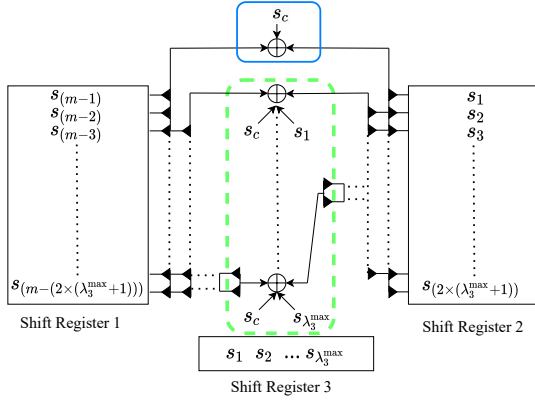 s_c
s_(m−1)
s_(m−2)
s_(m−3)
s_(m−(2×(λ_3^max+1)))
Shift Register 1
s_c s_1
s_c s_{λ_3^max}
s_1 s_2 ... s_{λ_3^max}
Shift Register 3
s_1
s_2
s_3
s_(2×(λ_3^max+1))
Shift Register 2